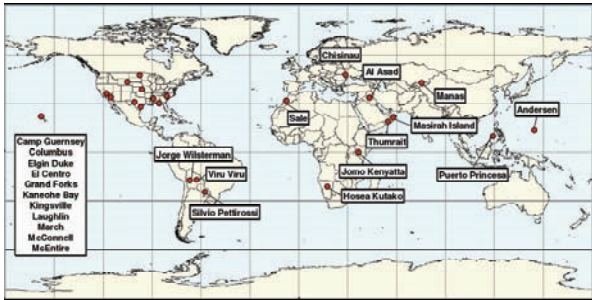 Chisinau
Al Asad
Manas
Andersen
Sale
Masirah Island
Thumrait
Camp Guernsey
Columbus
Elgin Duke
El Centro
Grand Forks
Kaneohe Bay
Kingsville
Laughlin
March
McConnell
McEntire
Jorge Wilsterman
Viru Viru
Silvio Pettirossi
Jomo Kenyatta
Hosea Kutako
Puerto Princesa